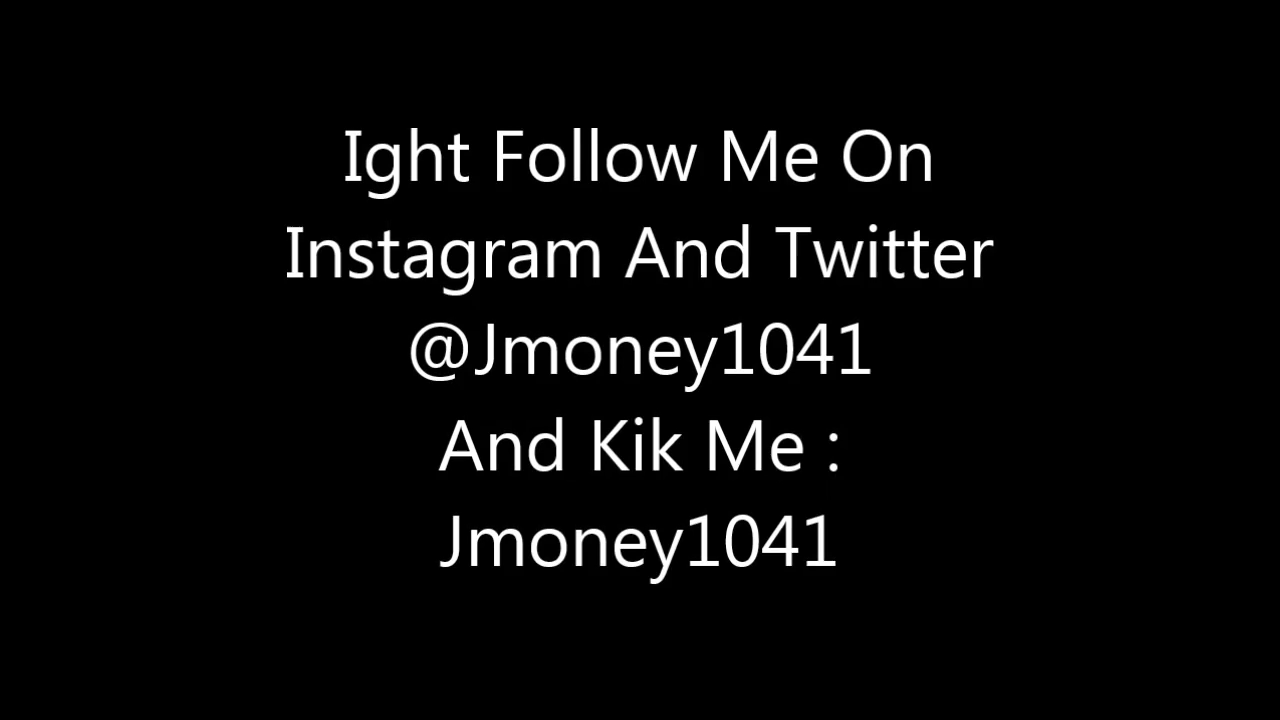 Ight Follow Me On
Instagram And Twitter
@Jmoney1041
And Kik Me :
Jmoney1041